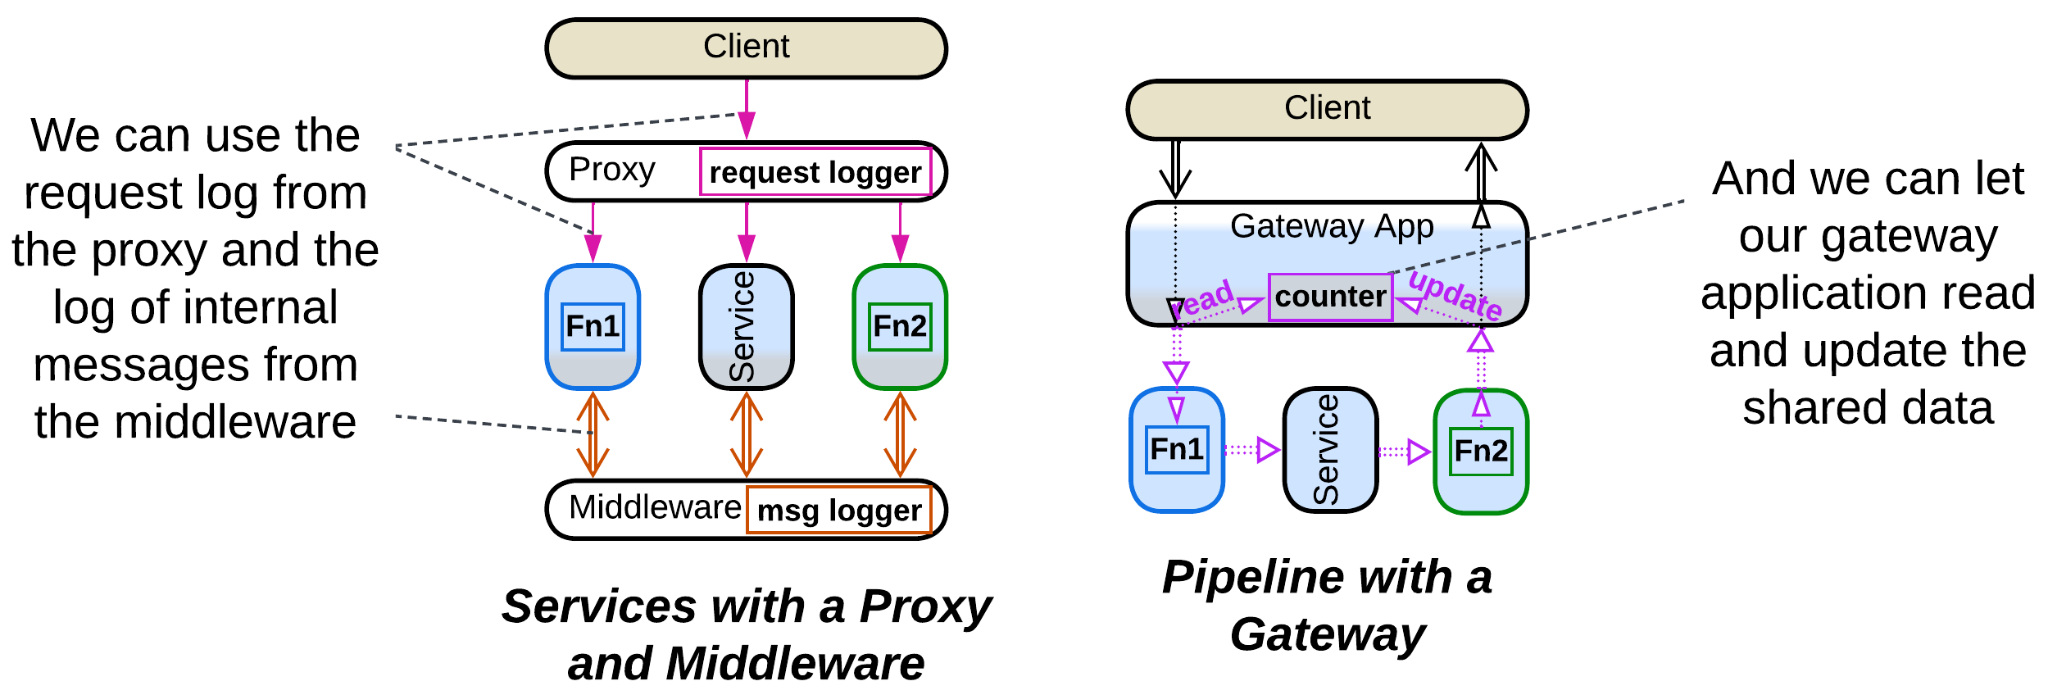 We can use the
request log from
the proxy and the
log of internal
messages from
the middleware
Client
Proxy
request logger
Fn1
Service
Fn2
Middleware
msg logger
Services with a Proxy
and Middleware
Client
Gateway App
read
counter
update
Fn1
Service
Fn2
Pipeline with a
Gateway
And we can let
our gateway
application read
and update the
shared data